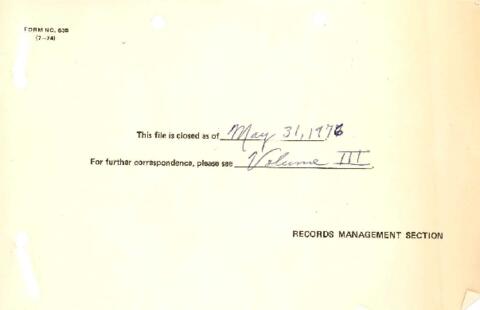 FORM NO. 635
(7-74)
This file is closed as of May 31, 1976
For further correspondence, please see Volume III
RECORDS MANAGEMENT SECTION